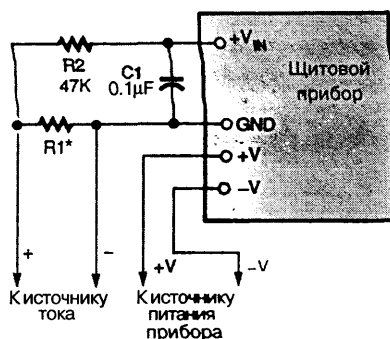 R2
47K
C1
0.1μF
+V_IN
Щитовой
прибор
R1*
GND
+V
–V
+
–
+V
–V
К источнику
тока
К источнику
питания
прибора